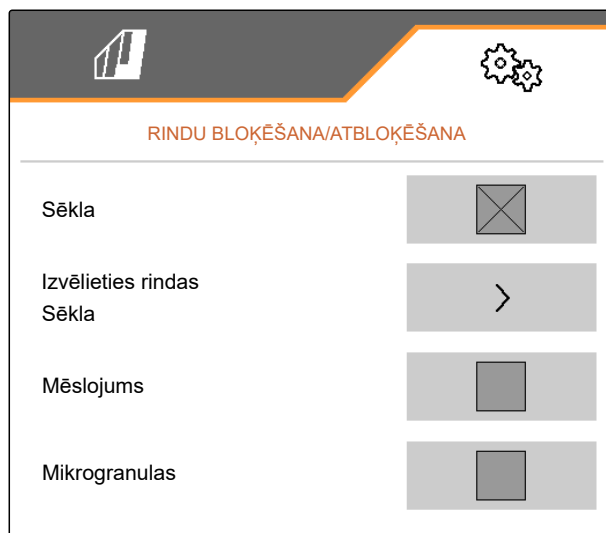 RINDU BLOĶĒŠANA/ATBLOĶĒŠANA
Sēkla
Izvēlieties rindas
Sēkla
Mēslojums
Mikrogranulas